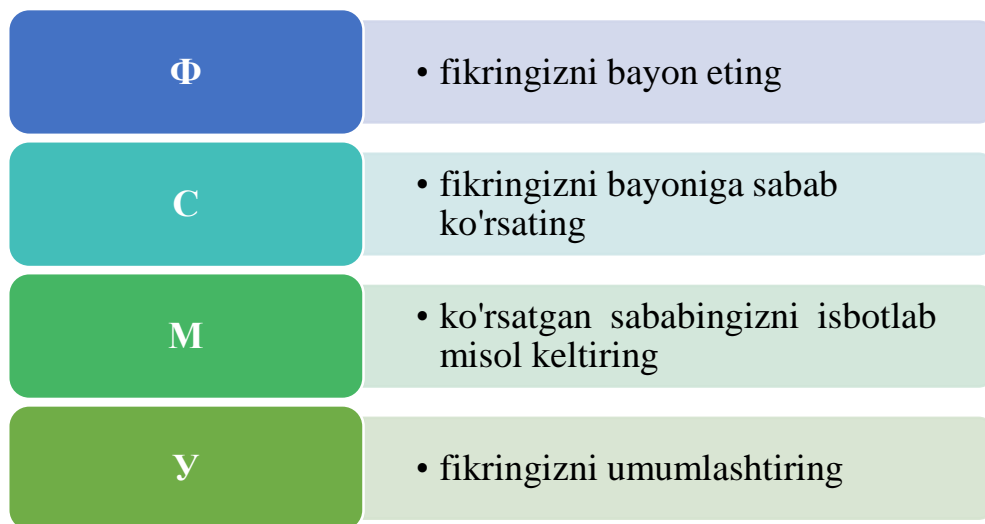 Ф
• fikringizni bayon eting
С
• fikringizni bayoniga sabab
ko'rsating
М
• ko'rsatgan sababingizni isbotlab
misol keltiring
У
• fikringizni umumlashtiring